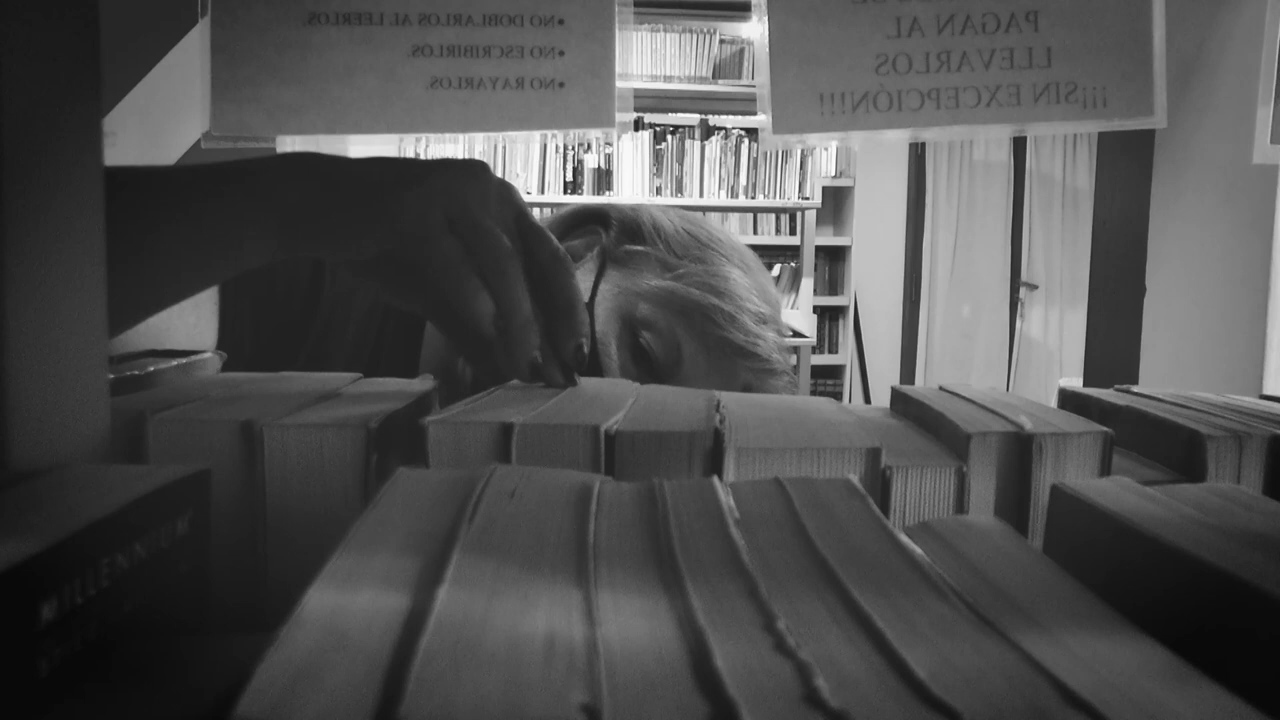 •NO DOBLARLOS AL LEERLOS.
•NO ESCRIBIRLOS.
•NO RAYARLOS.
PAGAN AL
LLEVARLOS
¡¡¡SIN EXCEPCIÓN!!!
MILLENNIUM